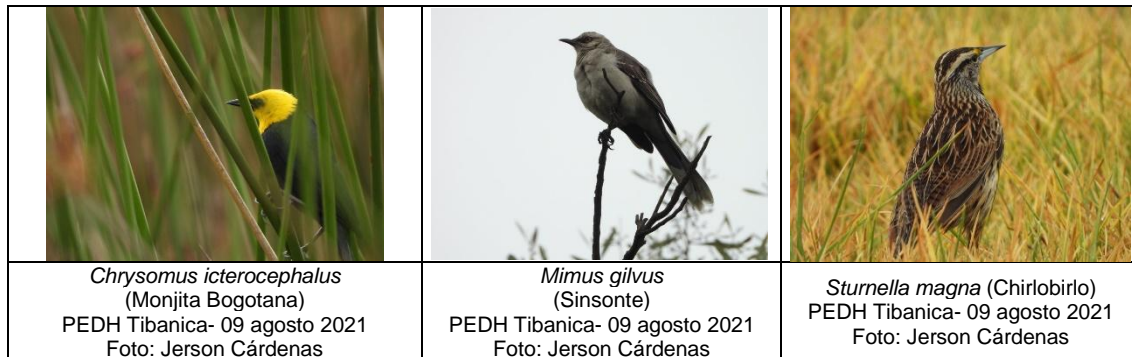 Chrysomus icterocephalus
(Monjita Bogotana)
PEDH Tibanica- 09 agosto 2021
Foto: Jerson Cárdenas
Mimus gilvus
(Sinsonte)
PEDH Tibanica- 09 agosto 2021
Foto: Jerson Cárdenas
Sturnella magna (Chirlobirlo)
PEDH Tibanica- 09 agosto 2021
Foto: Jerson Cárdenas